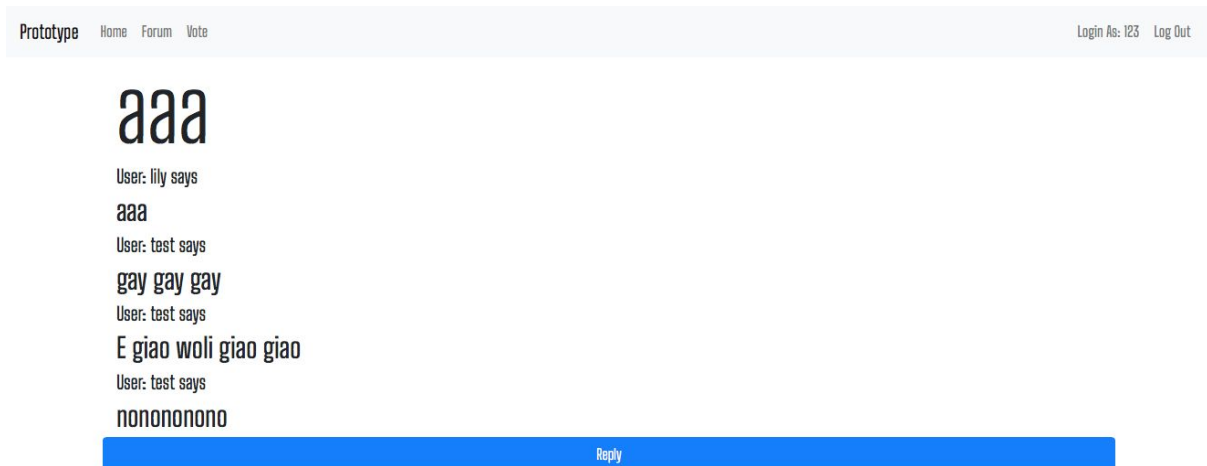 Prototype Home Forum Vote Login As: 123 Log Out
aaa
User: lily says
aaa
User: test says
gay gay gay
User: test says
E giao woli giao giao
User: test says
nonononono
Reply